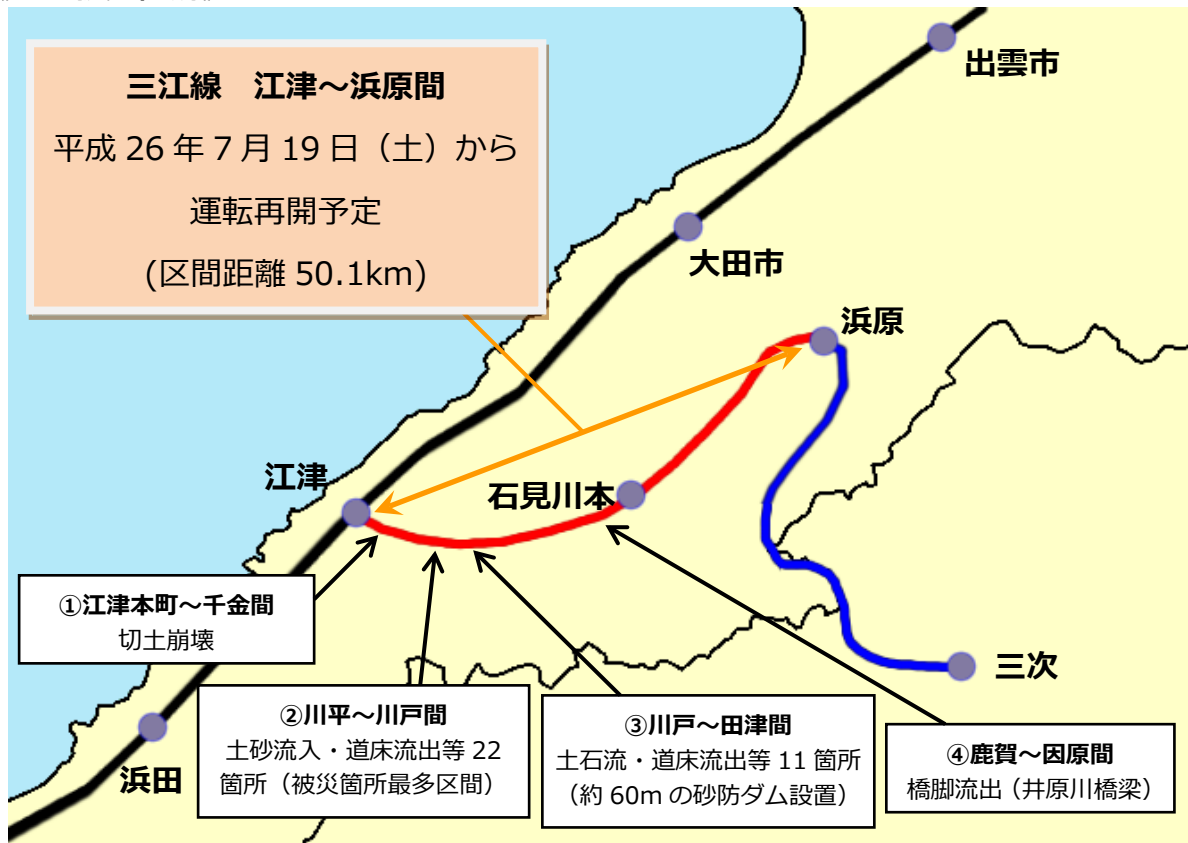 三江線　江津～浜原間
平成 26 年 7 月 19 日（土）から
運転再開予定
(区間距離 50.1km)
出雲市
大田市
浜原
江津
石見川本
①江津本町～千金間
切土崩壊
三次
②川平～川戸間
土砂流入・道床流出等 22
箇所（被災箇所最多区間）
③川戸～田津間
土石流・道床流出等 11 箇所
（約 60m の砂防ダム設置）
④鹿賀～因原間
橋脚流出（井原川橋梁）
浜田